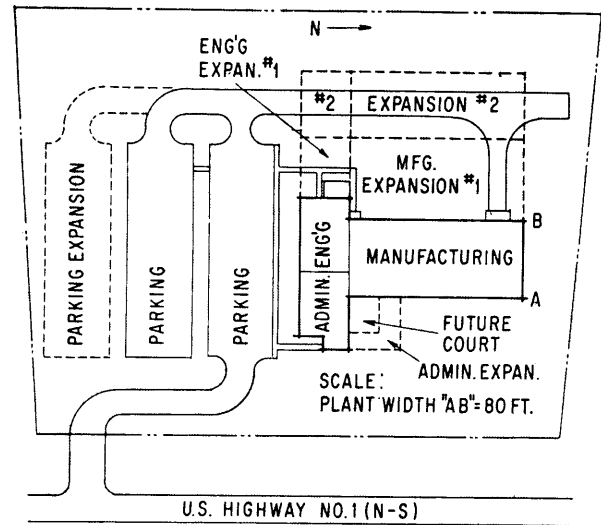 N
ENG'G
EXPAN. #1
#2
EXPANSION #2
MFG.
EXPANSION #1
B
PARKING EXPANSION
PARKING
PARKING
ADMIN.
ENG'G
MANUFACTURING
A
FUTURE
COURT
ADMIN. EXPAN.
SCALE:
PLANT WIDTH "AB" = 80 FT.
U.S. HIGHWAY NO. 1 (N-S)